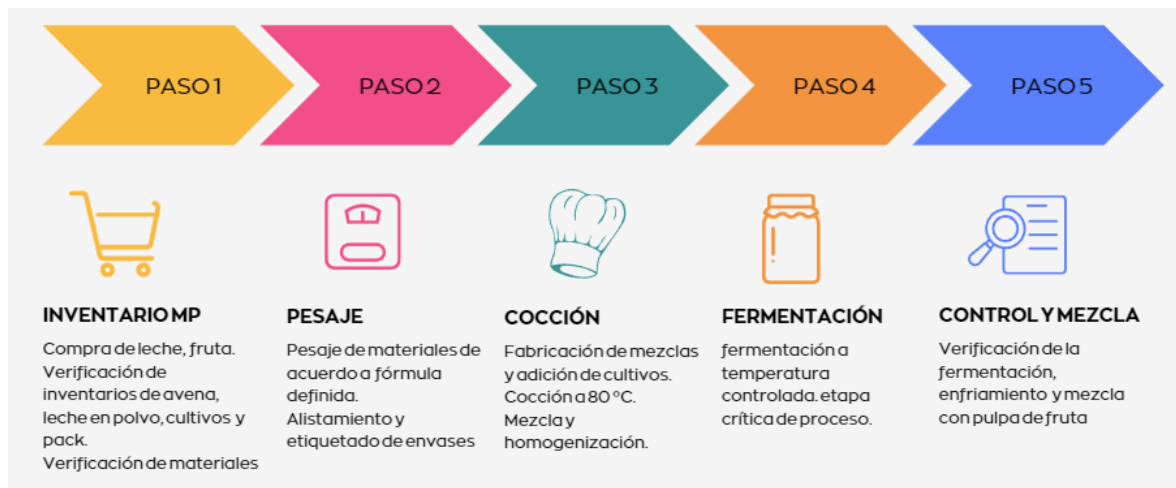 PASO 1
PASO 2
PASO 3
PASO 4
PASO 5
INVENTARIO MP
Compra de leche, fruta.
Verificación de
inventarios de avena,
leche en polvo, cultivos y
pack.
Verificación de materiales
PESAJE
Pesaje de materiales de
acuerdo a fórmula
definida.
Alistamiento y
etiquetado de envases
COCCIÓN
Fabricación de mezclas
y adición de cultivos.
Cocción a 80 °C.
Mezcla y
homogenización.
FERMENTACIÓN
fermentación a
temperatura
controlada. etapa
crítica de proceso.
CONTROL Y MEZCLA
Verificación de la
fermentación,
enfriamiento y mezcla
con pulpa de fruta